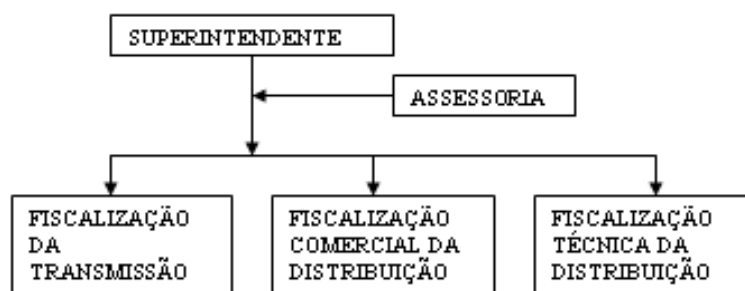 SUPERINTENDENTE
ASSESSORIA
FISCALIZAÇÃO
DA
TRANSMISSÃO
FISCALIZAÇÃO
COMERCIAL DA
DISTRIBUIÇÃO
FISCALIZAÇÃO
TÉCNICA DA
DISTRIBUIÇÃO